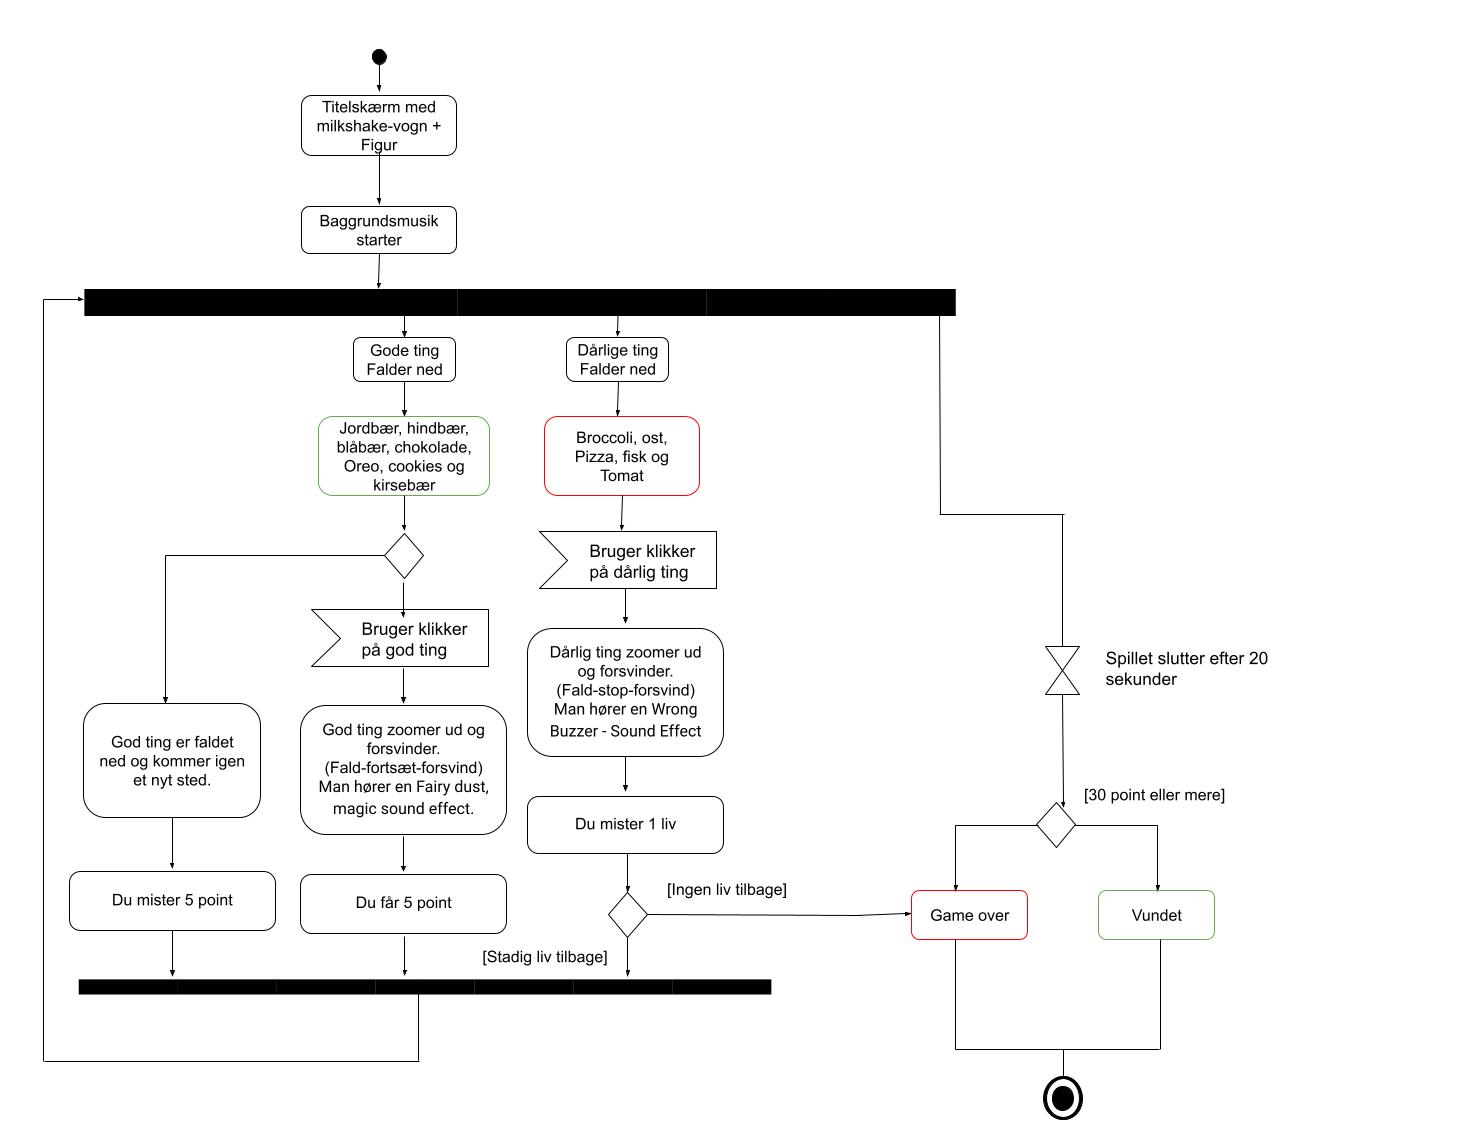 Titelskærm med
milkshake-vogn +
Figur
Baggrundsmusik
starter
Gode ting
Falder ned
Dårlige ting
Falder ned
Jordbær, hindbær,
blåbær, chokolade,
Oreo, cookies og
kirsebær
Broccoli, ost,
Pizza, fisk og
Tomat
Bruger klikker
på dårlig ting
Bruger klikker
på god ting
Dårlig ting zoomer ud
og forsvinder.
(Fald-stop-forsvind)
Man hører en Wrong
Buzzer - Sound Effect
Spillet slutter efter 20
sekunder
God ting er faldet
ned og kommer igen
et nyt sted.
God ting zoomer ud og
forsvinder.
(Fald-fortsæt-forsvind)
Man hører en Fairy dust,
magic sound effect.
Du mister 1 liv
[30 point eller mere]
Du mister 5 point
Du får 5 point
[Ingen liv tilbage]
Game over
Vundet
[Stadig liv tilbage]